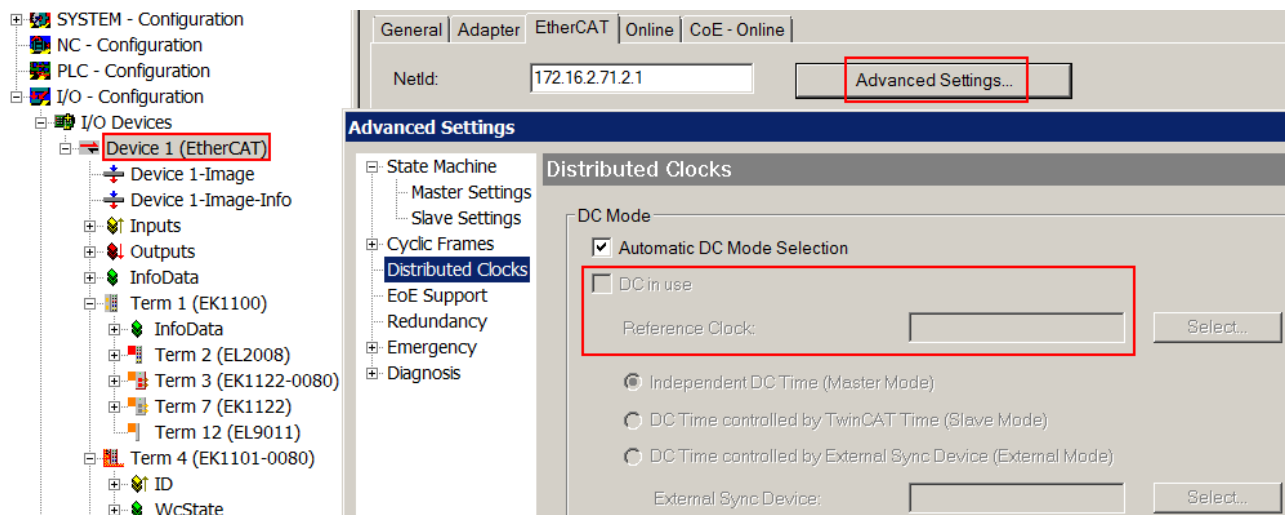 SYSTEM - Configuration
NC - Configuration
PLC - Configuration
I/O - Configuration
I/O Devices
Device 1 (EtherCAT)
Device 1-Image
Device 1-Image-Info
Inputs
Outputs
InfoData
Term 1 (EK1100)
InfoData
Term 2 (EL2008)
Term 3 (EK1122-0080)
Term 7 (EK1122)
Term 12 (EL9011)
Term 4 (EK1101-0080)
ID
WcState
General Adapter EtherCAT Online CoE - Online
NetId: 172.16.2.71.2.1 Advanced Settings...
Advanced Settings
State Machine
Master Settings
Slave Settings
Cyclic Frames
Distributed Clocks
EoE Support
Redundancy
Emergency
Diagnosis
Distributed Clocks
DC Mode
Automatic DC Mode Selection
DC in use
Reference Clock: Select...
Independent DC Time (Master Mode)
DC Time controlled by TwinCAT Time (Slave Mode)
DC Time controlled by External Sync Device (External Mode)
External Sync Device: Select...